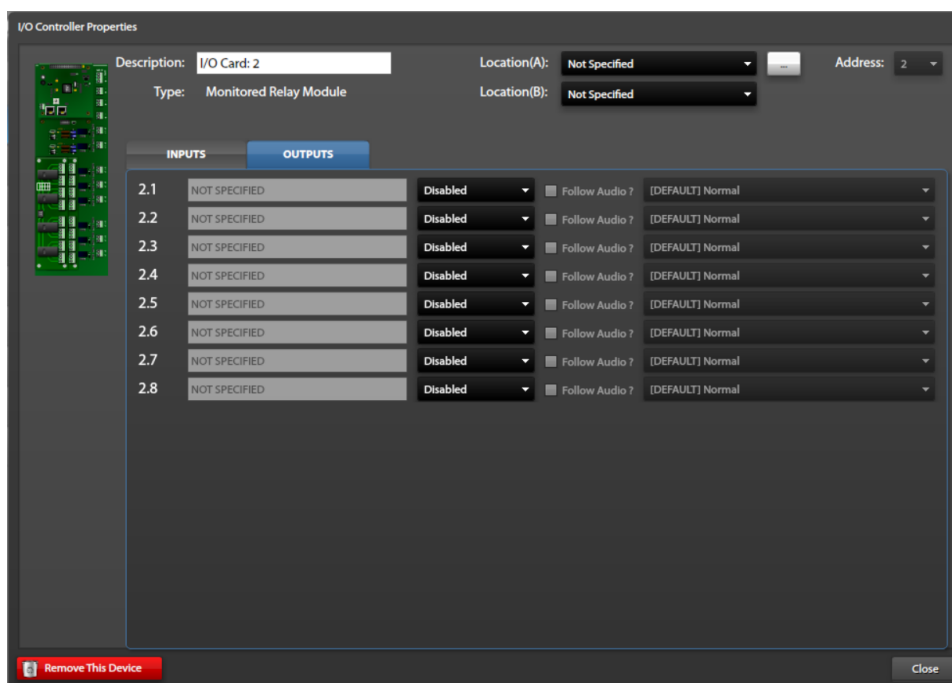 I/O Controller Properties
Description: I/O Card: 2 Location(A): Not Specified ... Address: 2
Type: Monitored Relay Module Location(B): Not Specified
INPUTS OUTPUTS
2.1 NOT SPECIFIED Disabled Follow Audio ? [DEFAULT] Normal
2.2 NOT SPECIFIED Disabled Follow Audio ? [DEFAULT] Normal
2.3 NOT SPECIFIED Disabled Follow Audio ? [DEFAULT] Normal
2.4 NOT SPECIFIED Disabled Follow Audio ? [DEFAULT] Normal
2.5 NOT SPECIFIED Disabled Follow Audio ? [DEFAULT] Normal
2.6 NOT SPECIFIED Disabled Follow Audio ? [DEFAULT] Normal
2.7 NOT SPECIFIED Disabled Follow Audio ? [DEFAULT] Normal
2.8 NOT SPECIFIED Disabled Follow Audio ? [DEFAULT] Normal
Remove This Device Close